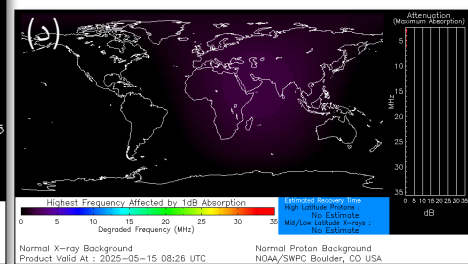 (د)
Attenuation
(Maximum Absorption)
5
10
15
20
25
30
35
MHz
0 5 10 15 20 25 30 35
dB
Highest Frequency Affected by 1dB Absorption
0 5 10 15 20 25 30 35
Degraded Frequency (MHz)
Estimated Recovery Time
High Latitude Protons :
No Estimate
Mid/Low Latitude X-rays :
No Estimate
Normal X-ray Background
Normal Proton Background
Product Valid At : 2025-05-15 08:26 UTC
NOAA/SWPC Boulder, CO USA